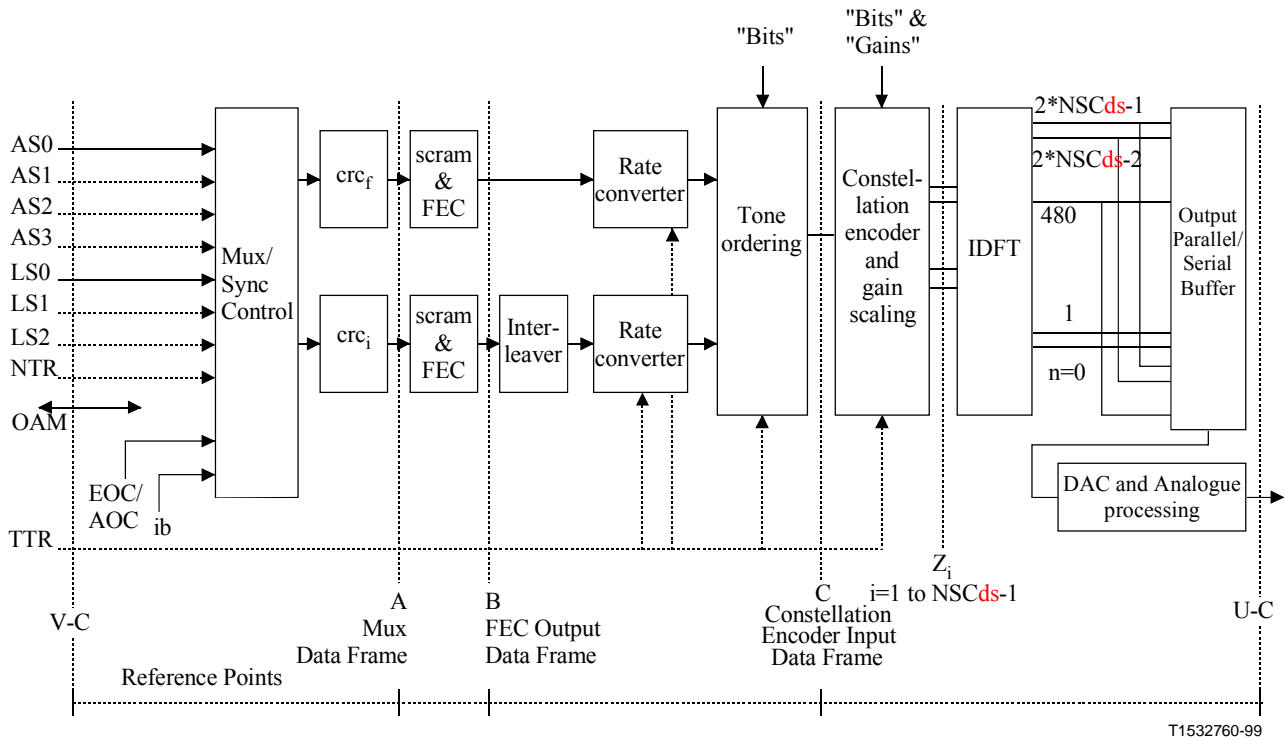 "Bits" &
"Gains"
"Bits"
AS0
AS1
AS2
AS3
LS0
LS1
LS2
NTR
OAM
EOC/
AOC
ib
TTR
Mux/
Sync
Control
crcf
scram
&
FEC
Rate
converter
crci
scram
&
FEC
Inter-
leaver
Rate
converter
Tone
ordering
Constel-
lation
encoder
and
gain
scaling
IDFT
2*NSCds-1
2*NSCds-2
480
1
n=0
Output
Parallel/
Serial
Buffer
DAC and Analogue
processing
V-C
A
Mux
Data Frame
B
FEC Output
Data Frame
C
Constellation
Encoder Input
Data Frame
Zi
i=1 to NSCds-1
U-C
Reference Points
T1532760-99